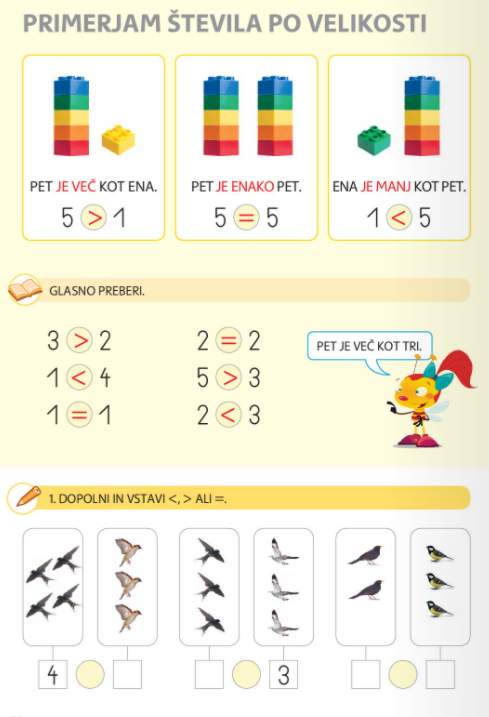 PRIMERJAM ŠTEVILA PO VELIKOSTI
PET JE VEČ KOT ENA.
5 > 1
PET JE ENAKO PET.
5 = 5
ENA JE MANJ KOT PET.
1 < 5
GLASNO PREBERI.
3 > 2
1 < 4
1 = 1
2 = 2
5 > 3
2 < 3
PET JE VEČ KOT TRI.
1. DOPOLNI IN VSTAVI <, > ALI =.
4
3